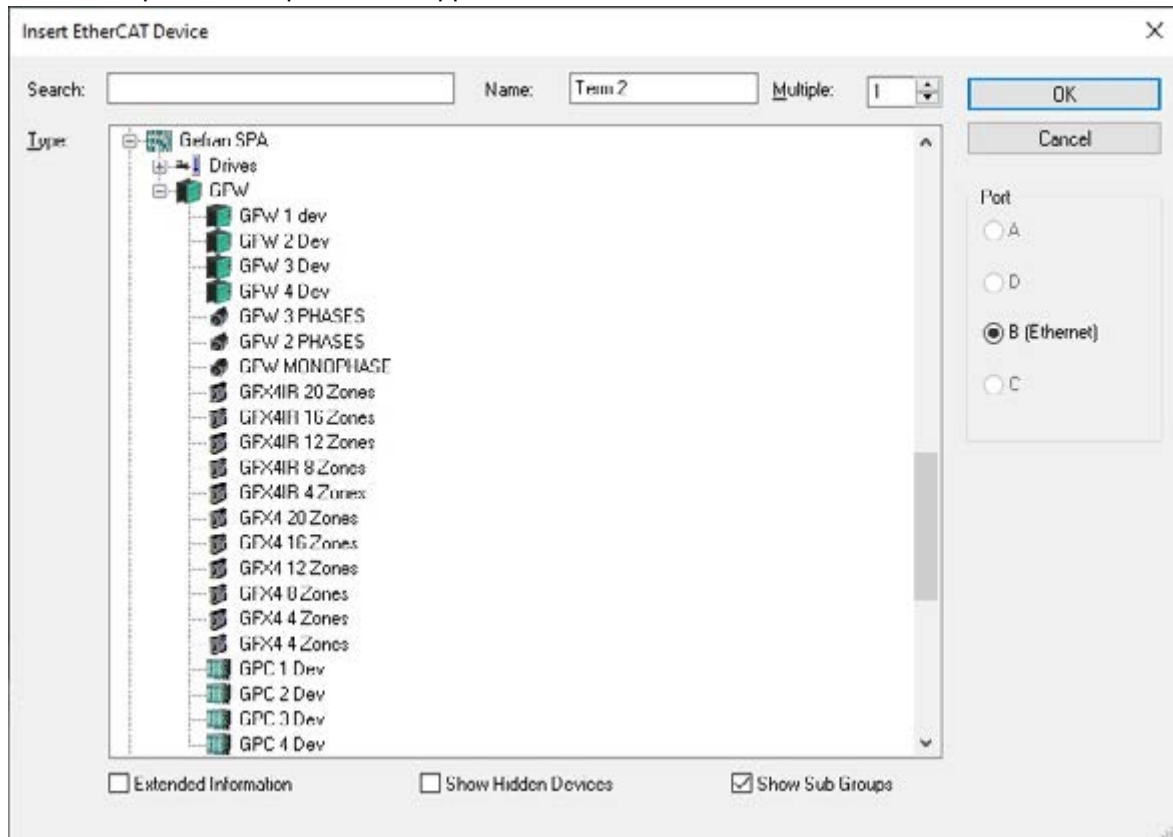 Insert EtherCAT Device
Search: Name: Term 2 Multiple: 1 OK
Type: Gefran SPA Cancel
Drives
GFW Port
GFW 1 dev A
GFW 2 Dev
GFW 3 Dev D
GFW 4 Dev
GFW 3 PHASES B (Ethernet)
GFW 2 PHASES
GFW MONOPHASE C
GFX4IR 20 Zones
GFX4IR 16 Zones
GFX4IR 12 Zones
GFX4IR 8 Zones
GFX4IR 4 Zones
GFX4 20 Zones
GFX4 16 Zones
GFX4 12 Zones
GFX4 8 Zones
GFX4 4 Zones
GFX4 4 Zones
GPC 1 Dev
GPC 2 Dev
GPC 3 Dev
GPC 4 Dev
Extended Information Show Hidden Devices Show Sub Groups